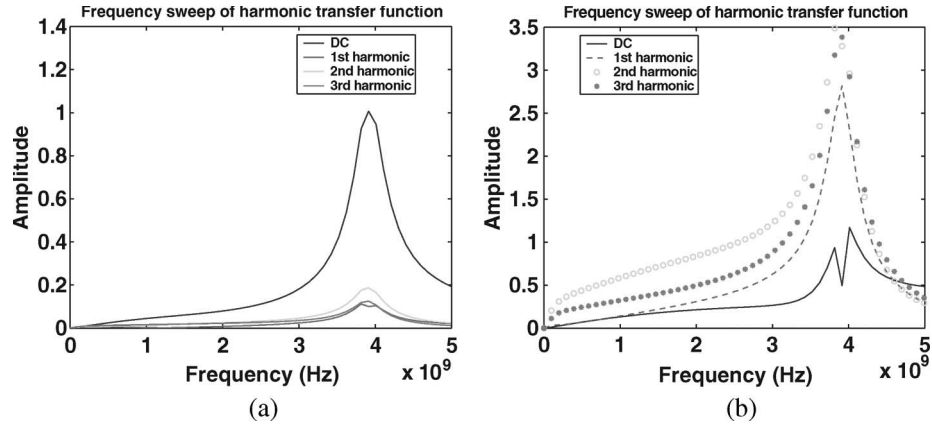 Frequency sweep of harmonic transfer function
1.4
1.2
1
0.8
0.6
0.4
0.2
0
Amplitude
DC
1st harmonic
2nd harmonic
3rd harmonic
0 1 2 3 4 5
Frequency (Hz)
x 10^9
(a)
Frequency sweep of harmonic transfer function
3.5
3
2.5
2
1.5
1
0.5
0
Amplitude
DC
1st harmonic
2nd harmonic
3rd harmonic
0 1 2 3 4 5
Frequency (Hz)
x 10^9
(b)